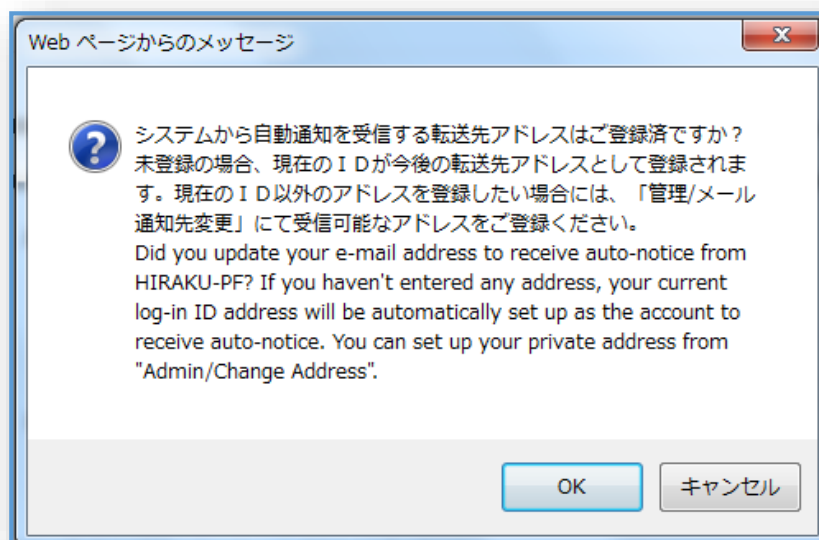 Web ページからのメッセージ
システムから自動通知を受信する転送先アドレスはご登録済ですか？
未登録の場合、現在のＩＤが今後の転送先アドレスとして登録されま
す。現在のＩＤ以外のアドレスを登録したい場合には、「管理/メール
通知先変更」にて受信可能なアドレスをご登録ください。
Did you update your e-mail address to receive auto-notice from
HIRAKU-PF? If you haven't entered any address, your current
log-in ID address will be automatically set up as the account to
receive auto-notice. You can set up your private address from
"Admin/Change Address".
OK
キャンセル